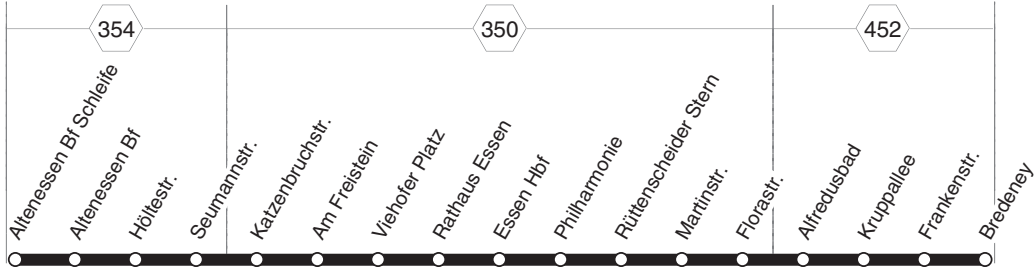 354
350
452
Altenessen Bf Schleife
Altenessen Bf
Höltestr.
Seumannstr.
Katzenbruchstr.
Am Freistein
Viehofer Platz
Rathaus Essen
Essen Hbf
Philharmonie
Rüttenscheider Stern
Martinstr.
Florastr.
Alfredusbad
Kruppallee
Frankenstr.
Bredeney